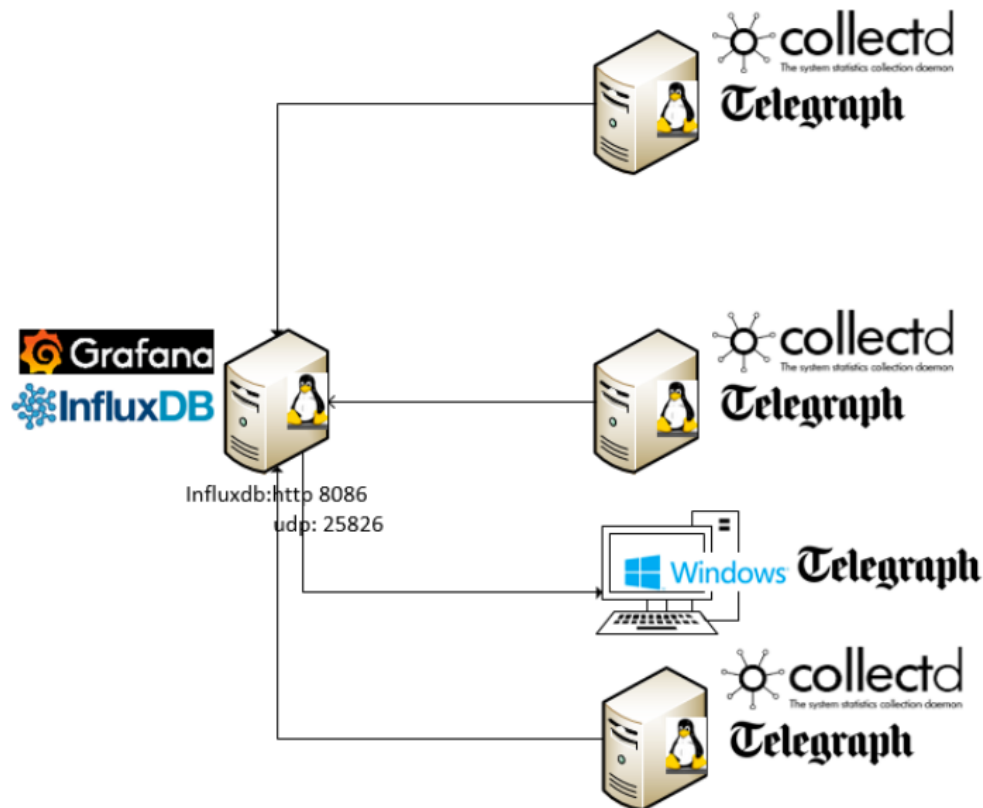 collectd
The system statistics collection daemon
Telegraph
Grafana
InfluxDB
collectd
The system statistics collection daemon
Telegraph
Influxdb:http 8086
udp: 25826
Windows
Telegraph
collectd
The system statistics collection daemon
Telegraph